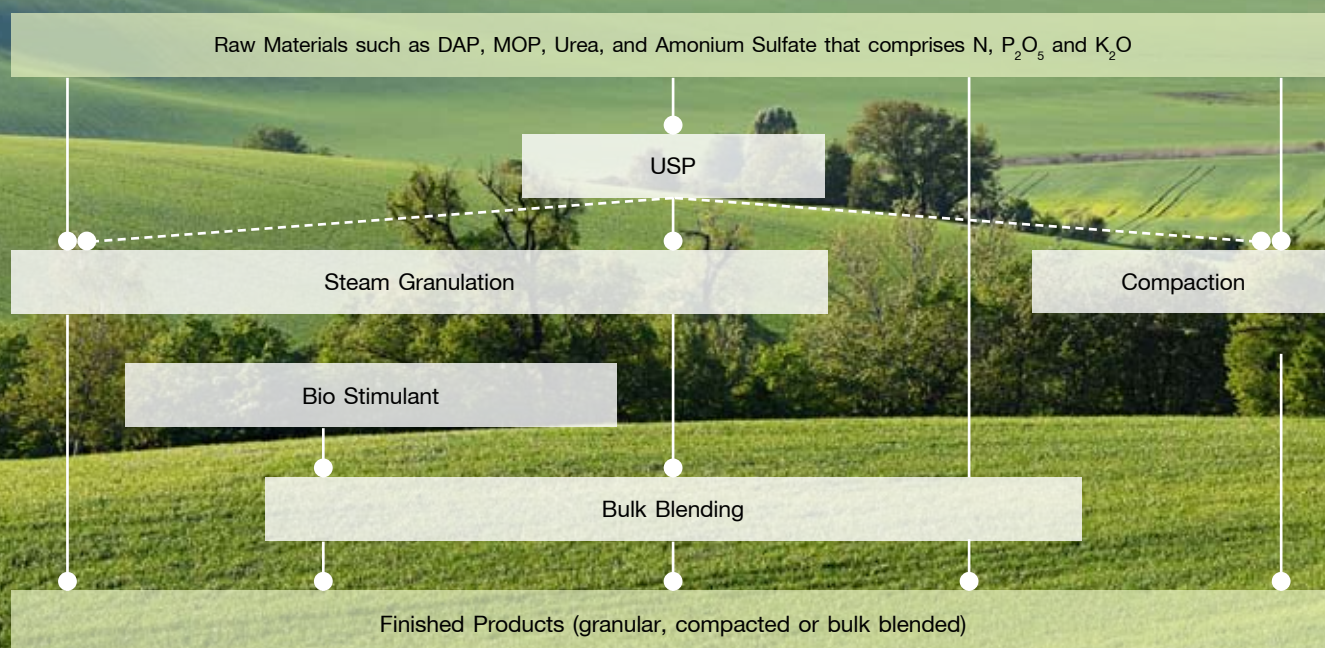 Raw Materials such as DAP, MOP, Urea, and Amonium Sulfate that comprises N, P₂O₅ and K₂O
USP
Steam Granulation
Compaction
Bio Stimulant
Bulk Blending
Finished Products (granular, compacted or bulk blended)